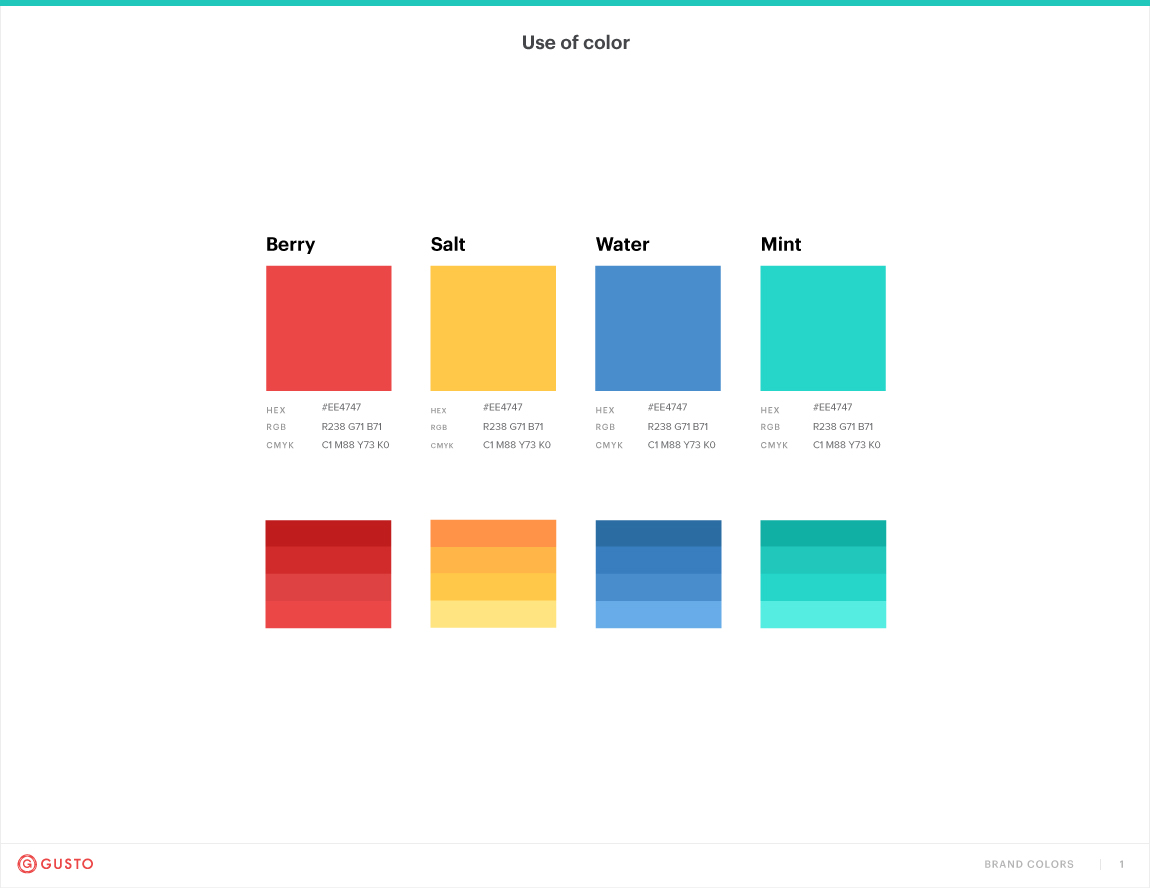 Use of color
Berry Salt Water Mint
HEX #EE4747 HEX #EE4747 HEX #EE4747 HEX #EE4747
RGB R238 G71 B71 RGB R238 G71 B71 RGB R238 G71 B71 RGB R238 G71 B71
CMYK C1 M88 Y73 K0 CMYK C1 M88 Y73 K0 CMYK C1 M88 Y73 K0 CMYK C1 M88 Y73 K0
G GUSTO BRAND COLORS | 1